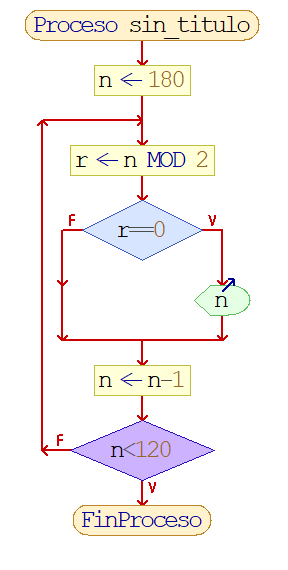 Proceso sin_titulo
n ← 180
r ← n MOD 2
F
V
r==0
n
n ← n-1
F
n<120
V
FinProceso